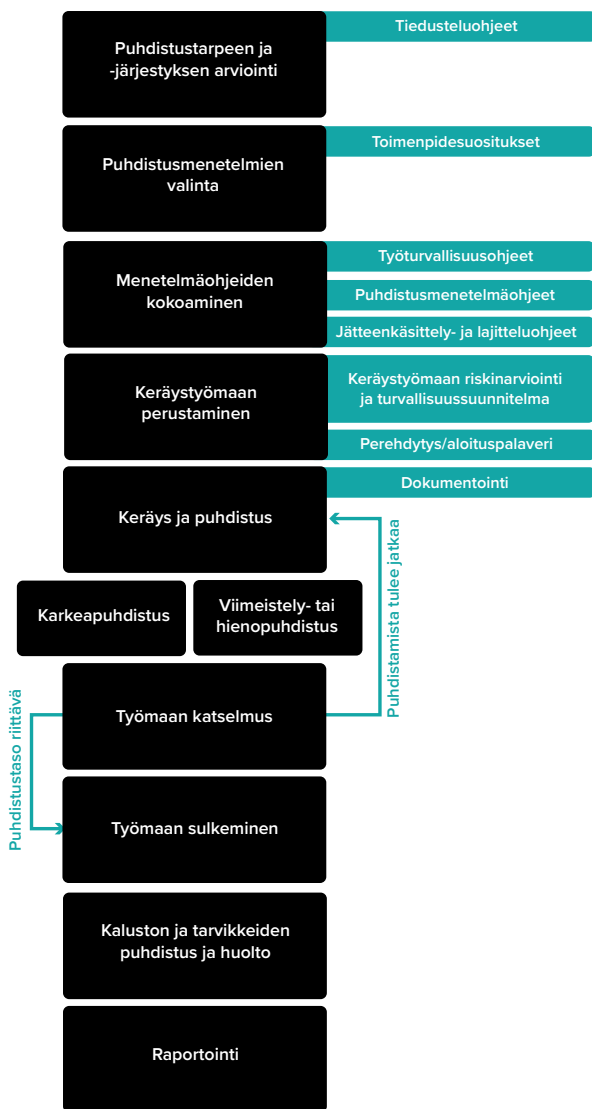 Puhdistustarpeen ja
-järjestyksen arviointi
Tiedusteluohjeet
Puhdistusmenetelmien
valinta
Toimenpidesuositukset
Menetelmäohjeiden
kokoaminen
Työturvallisuusohjeet
Puhdistusmenetelmäohjeet
Jätteenkäsittely- ja lajitteluohjeet
Keräystyömaan
perustaminen
Keräystyömaan riskinarviointi
ja turvallisuussuunnitelma
Perehdytys/aloituspalaveri
Keräys ja puhdistus
Dokumentointi
Puhdistamista tulee jatkaa
Karkeapuhdistus
Viimeistely- tai
hienopuhdistus
Työmaan katselmus
Puhdistustaso riittävä
Työmaan sulkeminen
Kaluston ja tarvikkeiden
puhdistus ja huolto
Raportointi